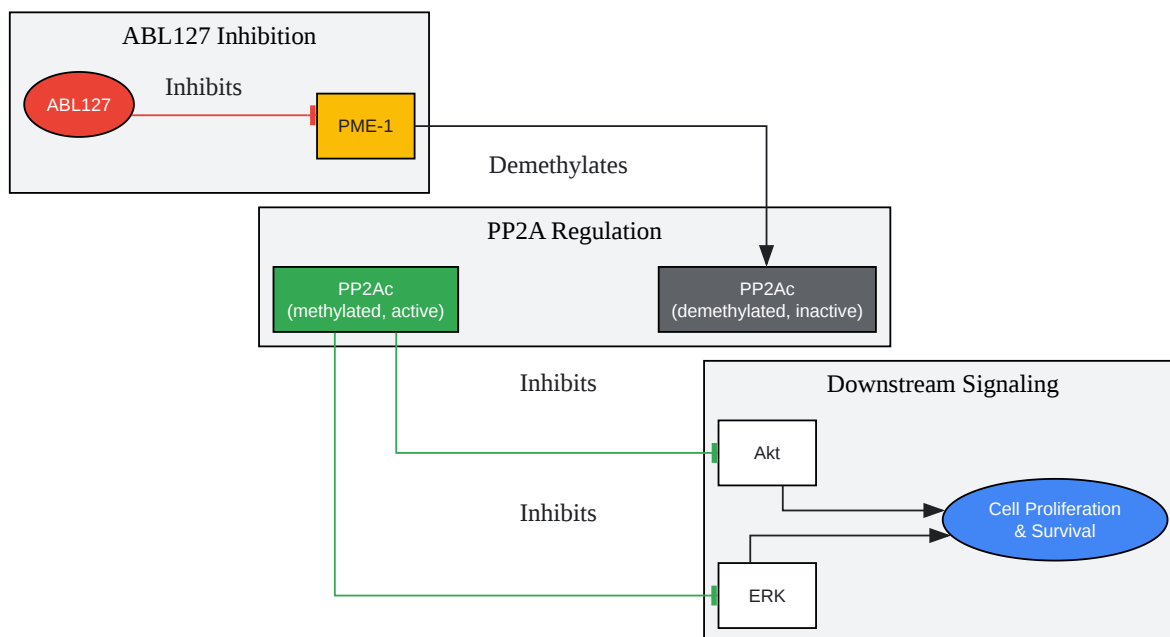 ABL127 Inhibition
Inhibits
ABL127
PME-1
Demethylates
PP2A Regulation
PP2Ac
(methylated, active)
PP2Ac
(demethylated, inactive)
Inhibits
Downstream Signaling
Akt
Inhibits
Cell Proliferation
& Survival
ERK